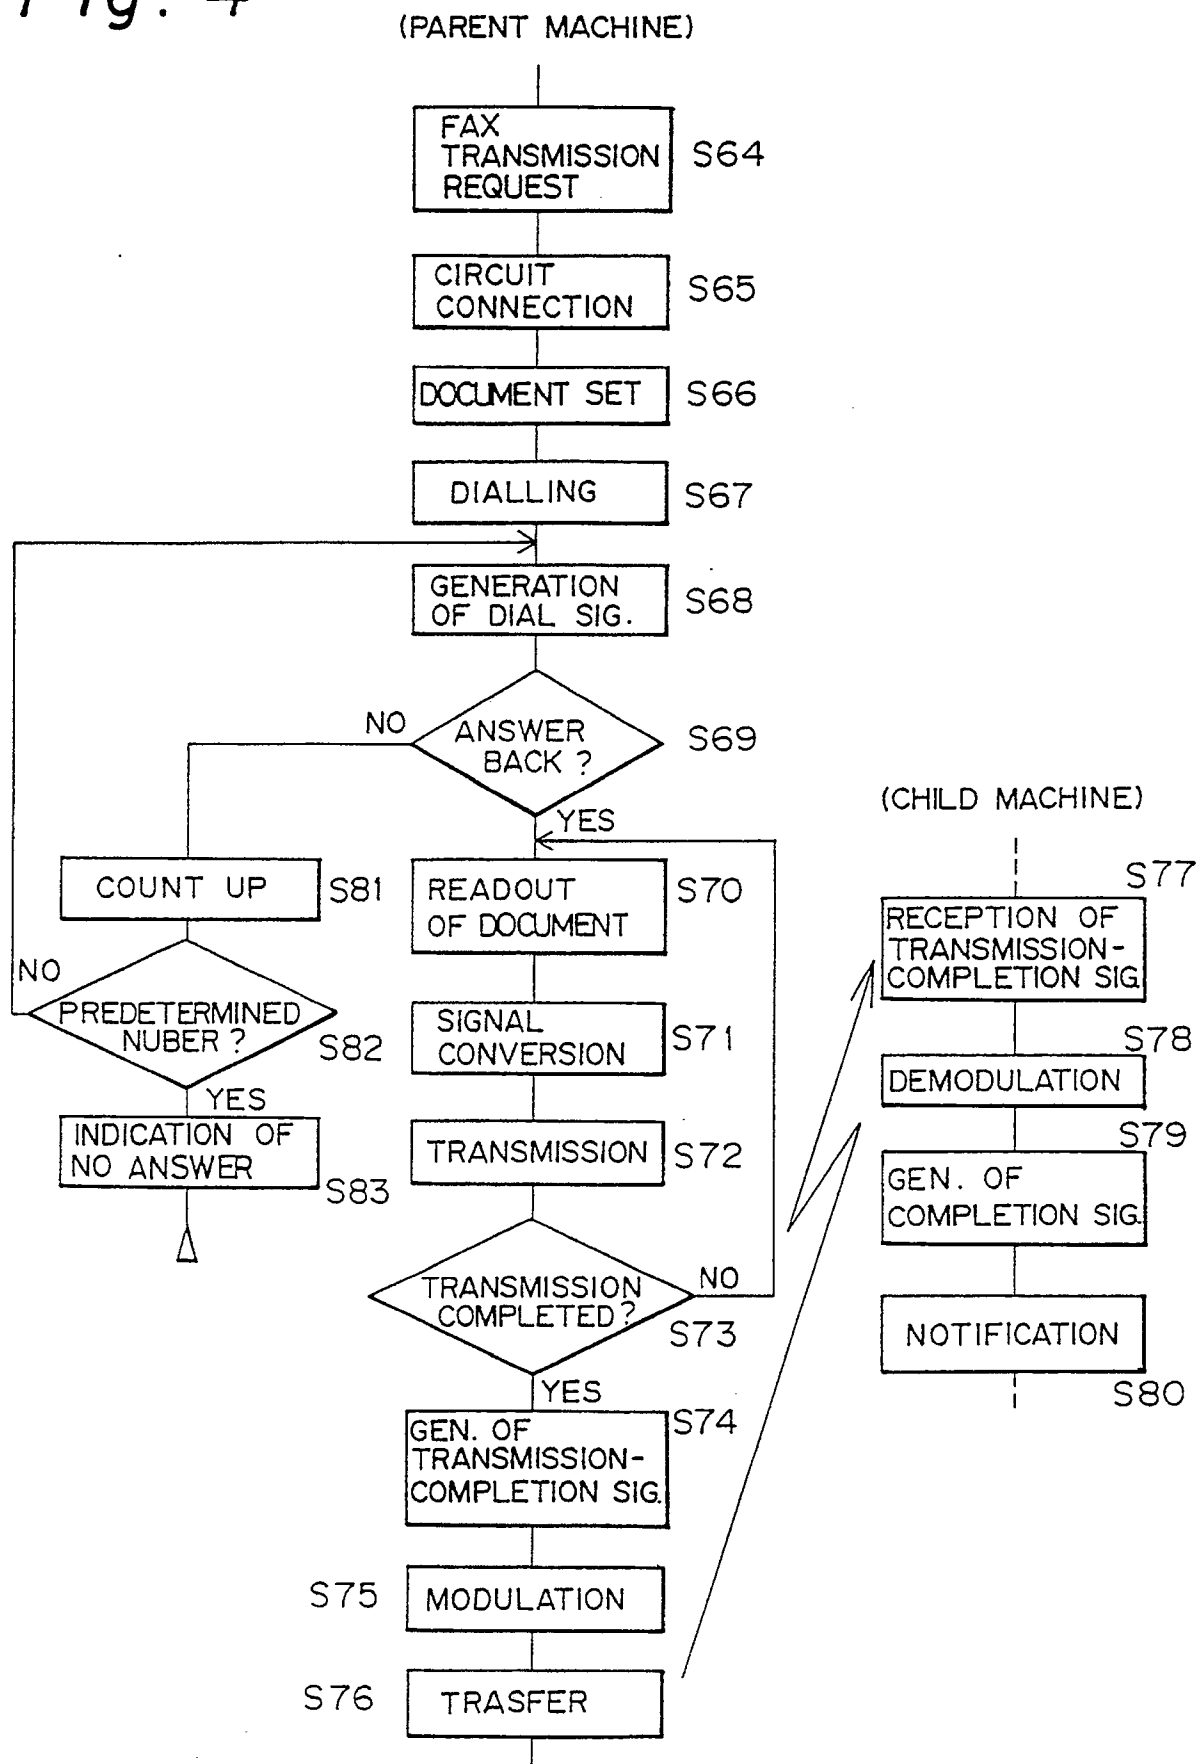 Fig. 4
(PARENT MACHINE)
FAX
TRANSMISSION
REQUEST
S64
CIRCUIT
CONNECTION
S65
DOCUMENT SET
S66
DIALLING
S67
GENERATION
OF DIAL SIG.
S68
NO
ANSWER
BACK ?
S69
YES
COUNT UP
S81
NO
PREDETERMINED
NUBER ?
S82
YES
INDICATION OF
NO ANSWER
S83
READOUT
OF DOCUMENT
S70
SIGNAL
CONVERSION
S71
TRANSMISSION
S72
TRANSMISSION
COMPLETED ?
NO
S73
YES
GEN. OF
TRANSMISSION-
COMPLETION SIG.
S74
S75
MODULATION
S76
TRASFER
(CHILD MACHINE)
S77
RECEPTION OF
TRANSMISSION-
COMPLETION SIG.
S78
DEMODULATION
S79
GEN. OF
COMPLETION SIG.
NOTIFICATION
S80